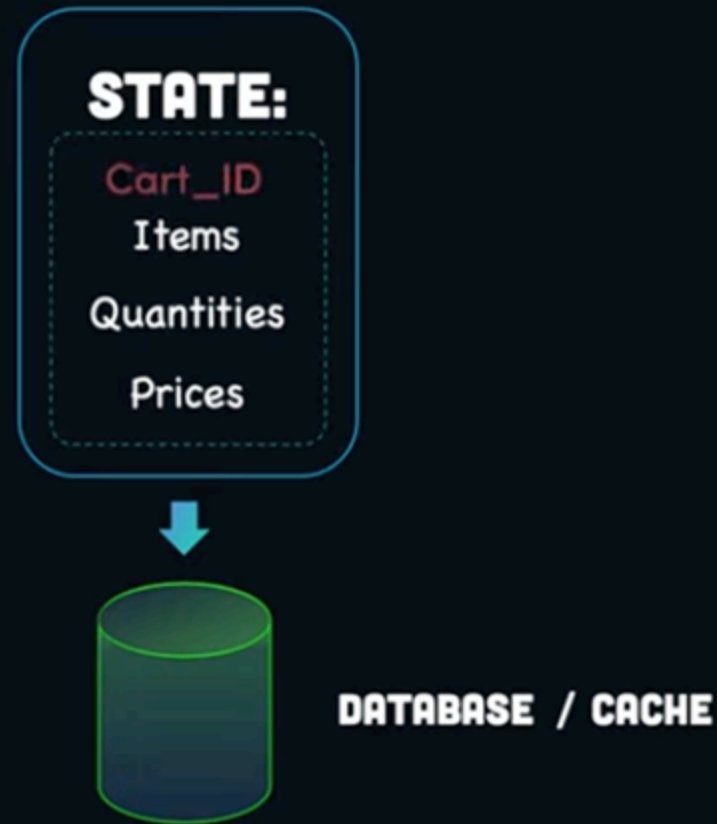 STATE:
Cart_ID
Items
Quantities
Prices
DATABASE / CACHE